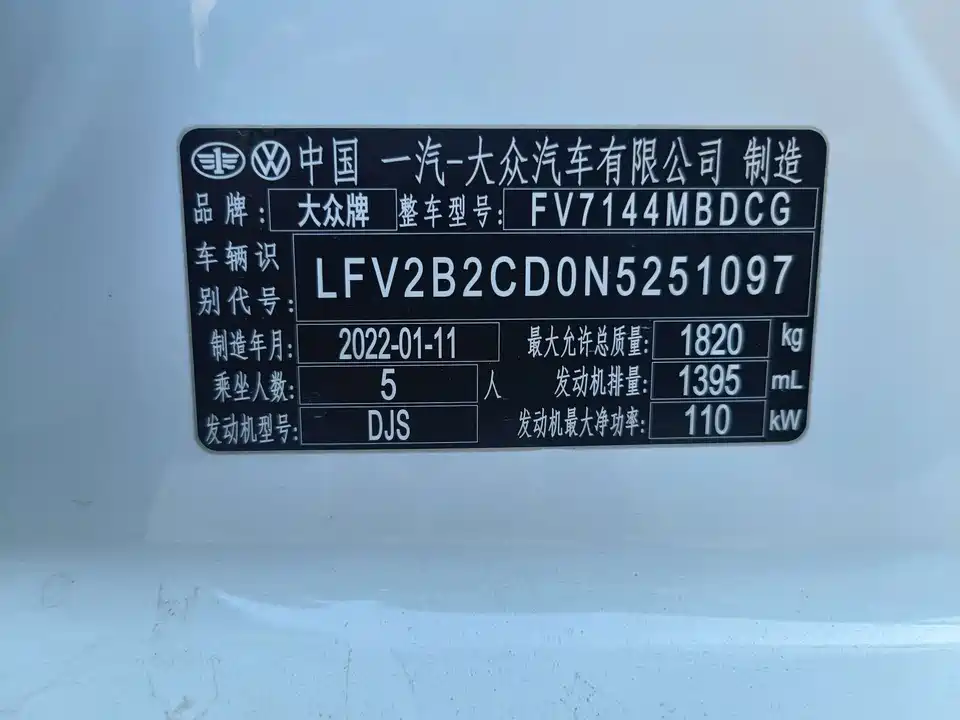 中国 一汽-大众汽车有限公司 制造
品牌: 大众牌 整车型号: FV7144MBDCG
车辆识别代号: LFV2B2CD0N5251097
制造年月: 2022-01-11 最大允许总质量: 1820 kg
乘坐人数: 5 人 发动机排量: 1395 mL
发动机型号: DJS 发动机最大净功率: 110 kW